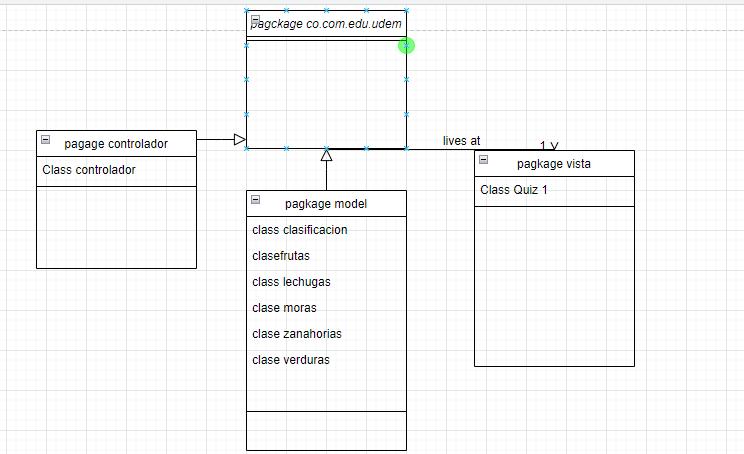 pagckage co.com.edu.udem
lives at
1
pagage controlador
Class controlador
pagkage vista
Class Quiz 1
pagkage model
class clasificacion
clasefrutas
class lechugas
clase moras
clase zanahorias
clase verduras